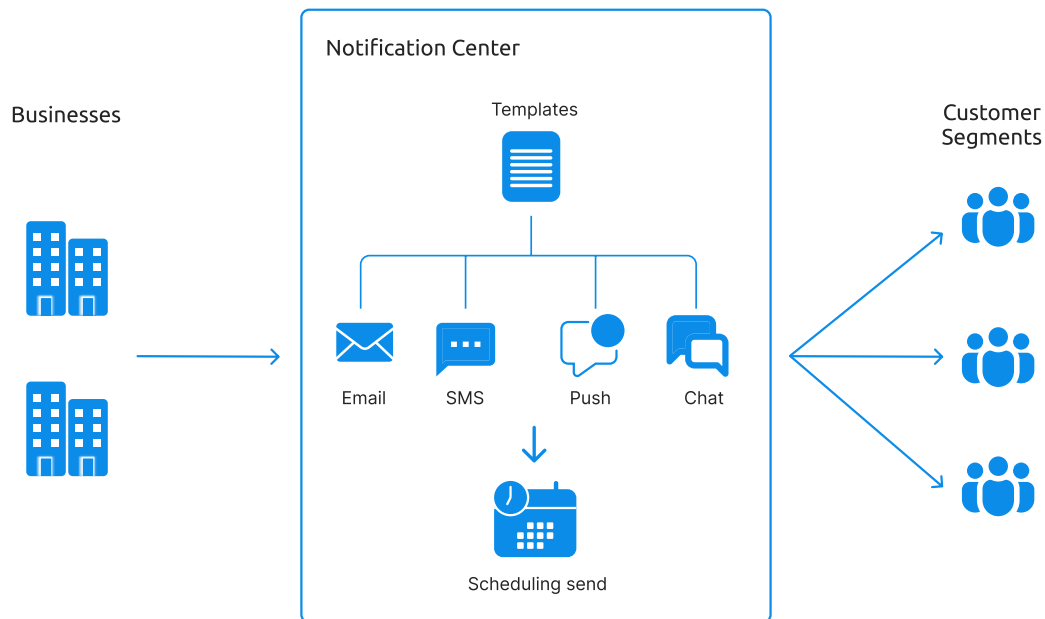 Notification Center
Businesses
Templates
Customer
Segments
Email
SMS
Push
Chat
Scheduling send